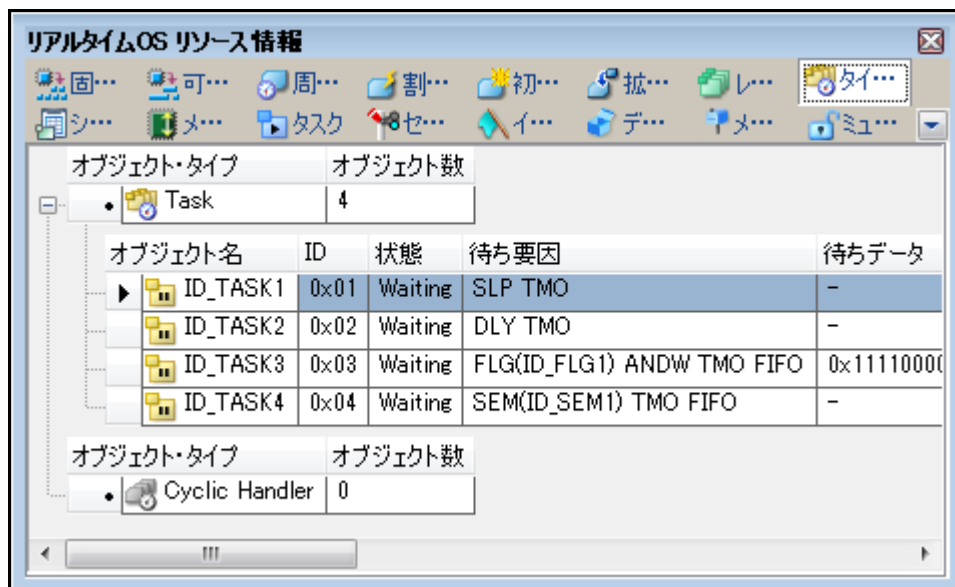 リアルタイムOS リソース情報
固… 可… 周… 割… 初… 拡… レ… タイ…
シ… メ… タスク セ… イ… デ… メ… ミュ…
オブジェクト・タイプ オブジェクト数
Task 4
オブジェクト名 ID 状態 待ち要因 待ちデータ
ID_TASK1 0x01 Waiting SLP TMO -
ID_TASK2 0x02 Waiting DLY TMO -
ID_TASK3 0x03 Waiting FLG(ID_FLG1) ANDW TMO FIFO 0x1111000
ID_TASK4 0x04 Waiting SEM(ID_SEM1) TMO FIFO -
オブジェクト・タイプ オブジェクト数
Cyclic Handler 0